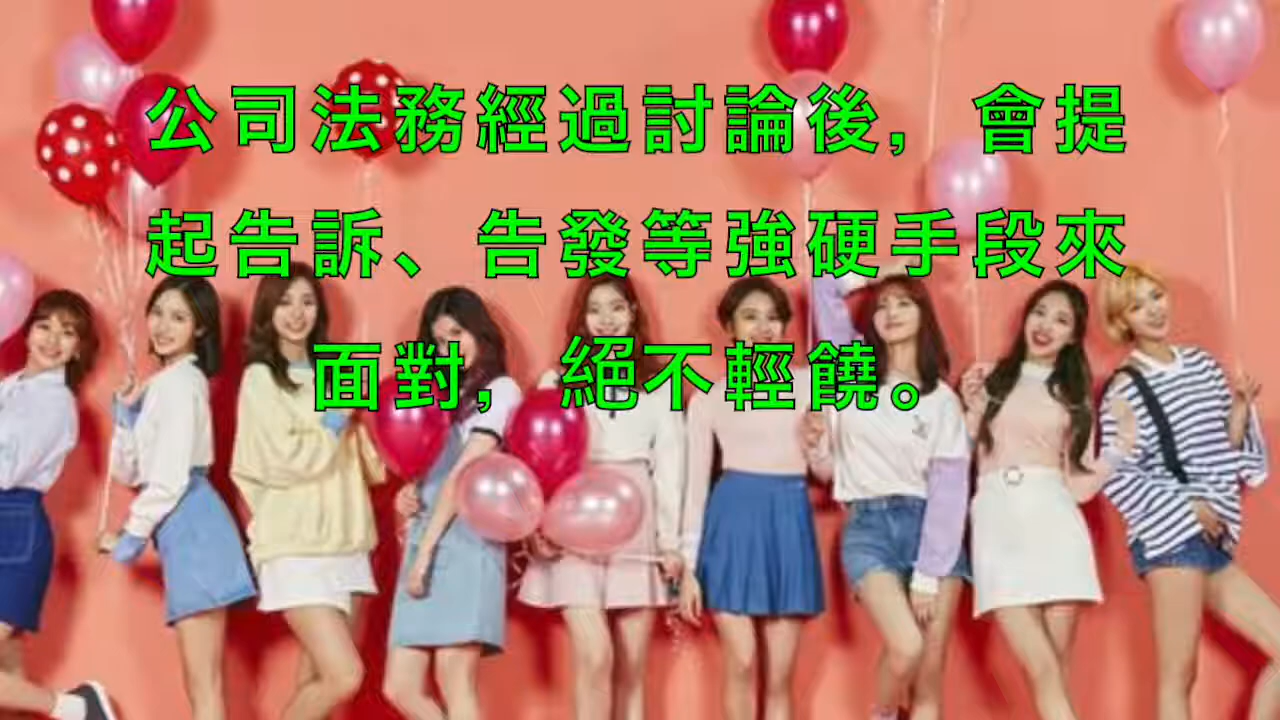 公司法務經過討論後，會提
起告訴、告發等強硬手段來
面對，絕不輕饒。